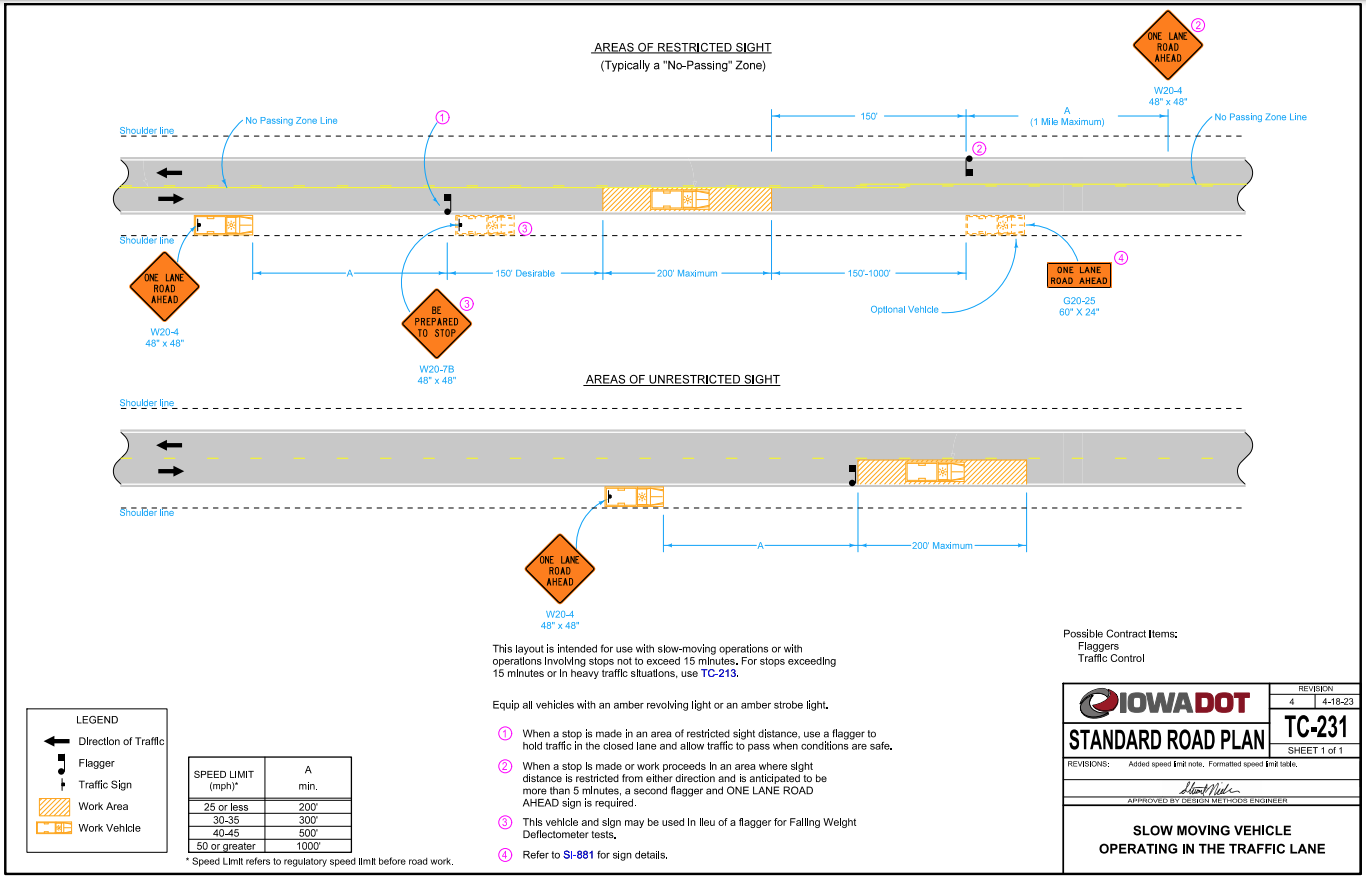 AREAS OF RESTRICTED SIGHT
(Typically a "No-Passing" Zone)
ONE LANE
ROAD
AHEAD
2
W20-4
48" x 48"
Shoulder line
No Passing Zone Line
1
150'
A
(1 Mile Maximum)
No Passing Zone Line
2
Shoulder line
3
ONE LANE
ROAD
AHEAD
W20-4
48" x 48"
A
150' Desirable
200' Maximum
150'-1000'
BE
PREPARED
TO STOP
3
W20-7B
48" x 48"
Optional Vehicle
ONE LANE
ROAD AHEAD
4
G20-25
60" X 24"
AREAS OF UNRESTRICTED SIGHT
Shoulder line
Shoulder line
A
200' Maximum
ONE LANE
ROAD
AHEAD
W20-4
48" x 48"
This layout is intended for use with slow-moving operations or with
operations involving stops not to exceed 15 minutes. For stops exceeding
15 minutes or in heavy traffic situations, use TC-213.
Equip all vehicles with an amber revolving light or an amber strobe light.
1 When a stop is made in an area of restricted sight distance, use a flagger to
hold traffic in the closed lane and allow traffic to pass when conditions are safe.
2 When a stop is made or work proceeds in an area where sight
distance is restricted from either direction and is anticipated to be
more than 5 minutes, a second flagger and ONE LANE ROAD
AHEAD sign is required.
3 This vehicle and sign may be used in lieu of a flagger for Falling Weight
Deflectometer tests.
4 Refer to SI-881 for sign details.
LEGEND
Direction of Traffic
Flagger
Traffic Sign
Work Area
Work Vehicle
SPEED LIMIT
(mph)*
A
min.
25 or less 200'
30-35 300'
40-45 500'
50 or greater 1000'
* Speed Limit refers to regulatory speed limit before road work.
Possible Contract Items:
Flaggers
Traffic Control
IOWADOT
REVISION
4 4-18-23
STANDARD ROAD PLAN
TC-231
SHEET 1 of 1
REVISIONS: Added speed limit note. Formatted speed limit table.
APPROVED BY DESIGN METHODS ENGINEER
SLOW MOVING VEHICLE
OPERATING IN THE TRAFFIC LANE